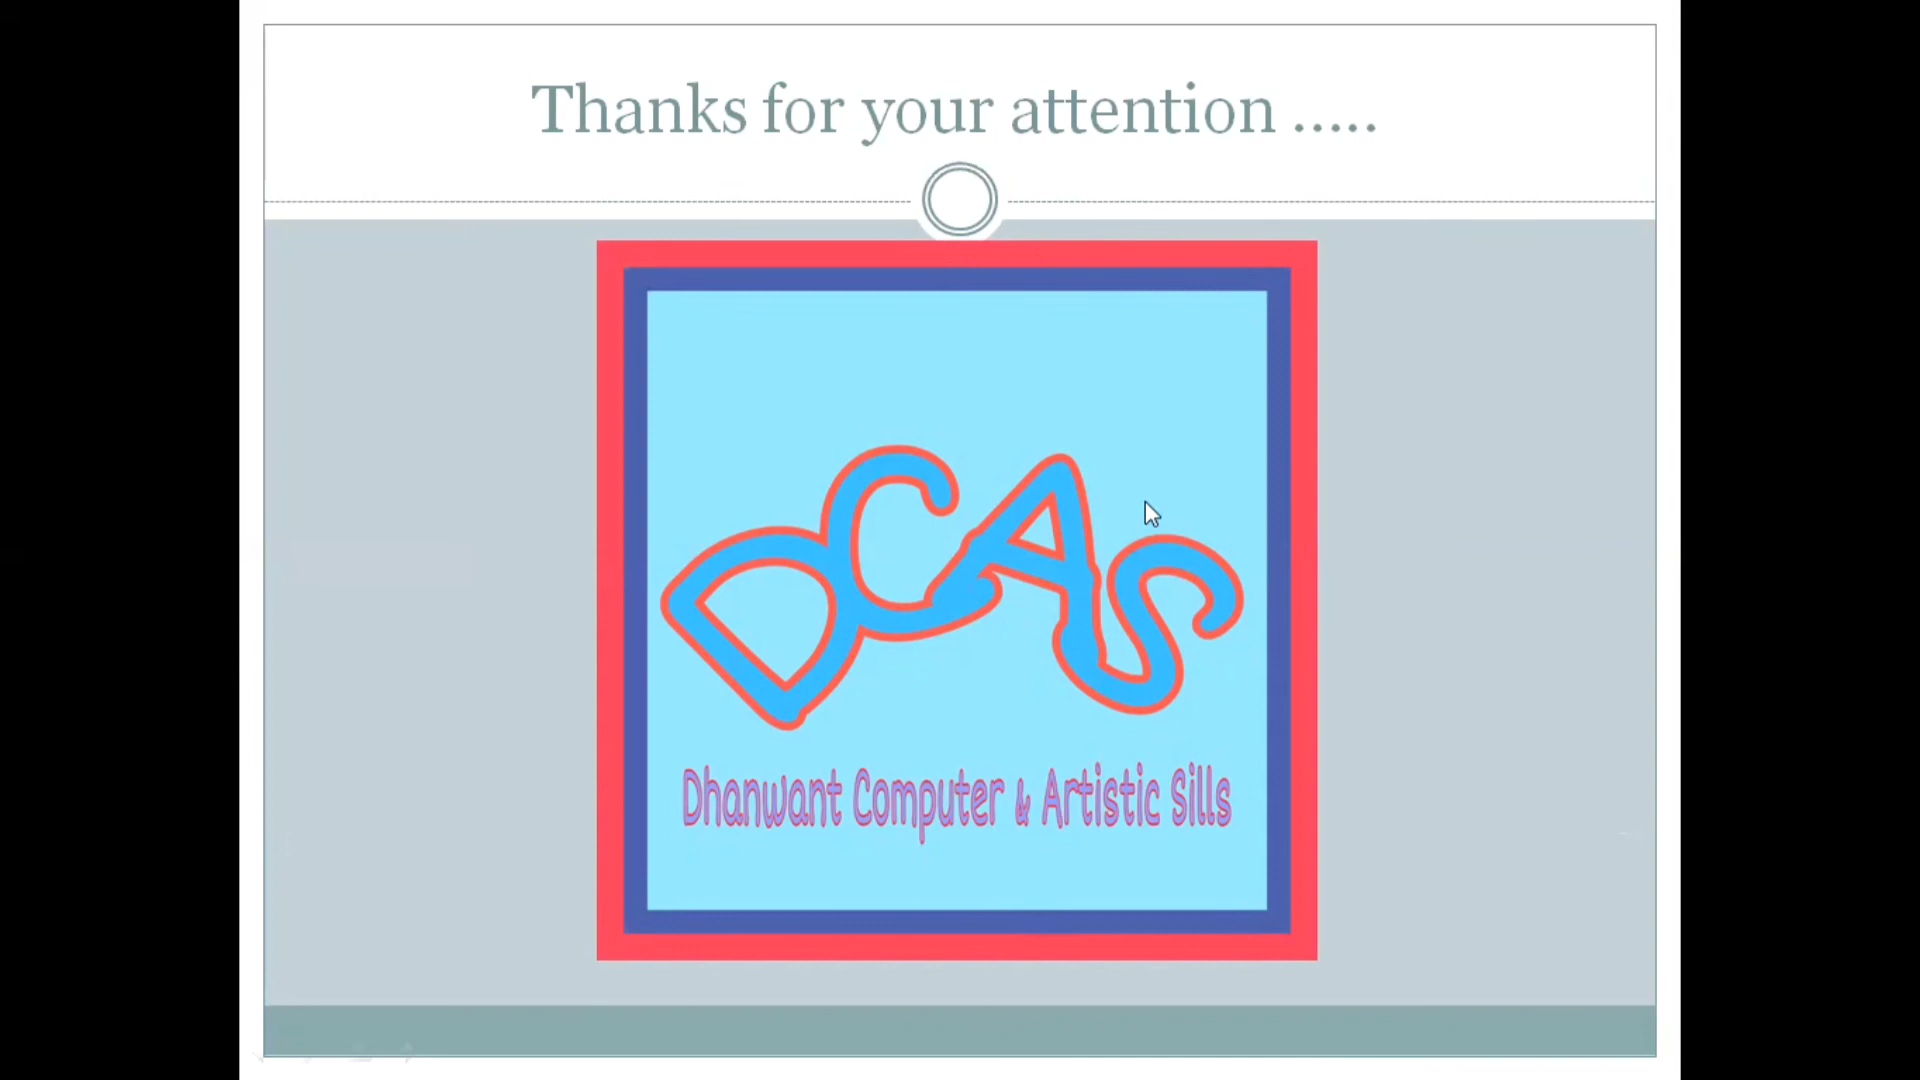 Thanks for your attention .....
DCAS
Dhanwant Computer & Artistic Sills